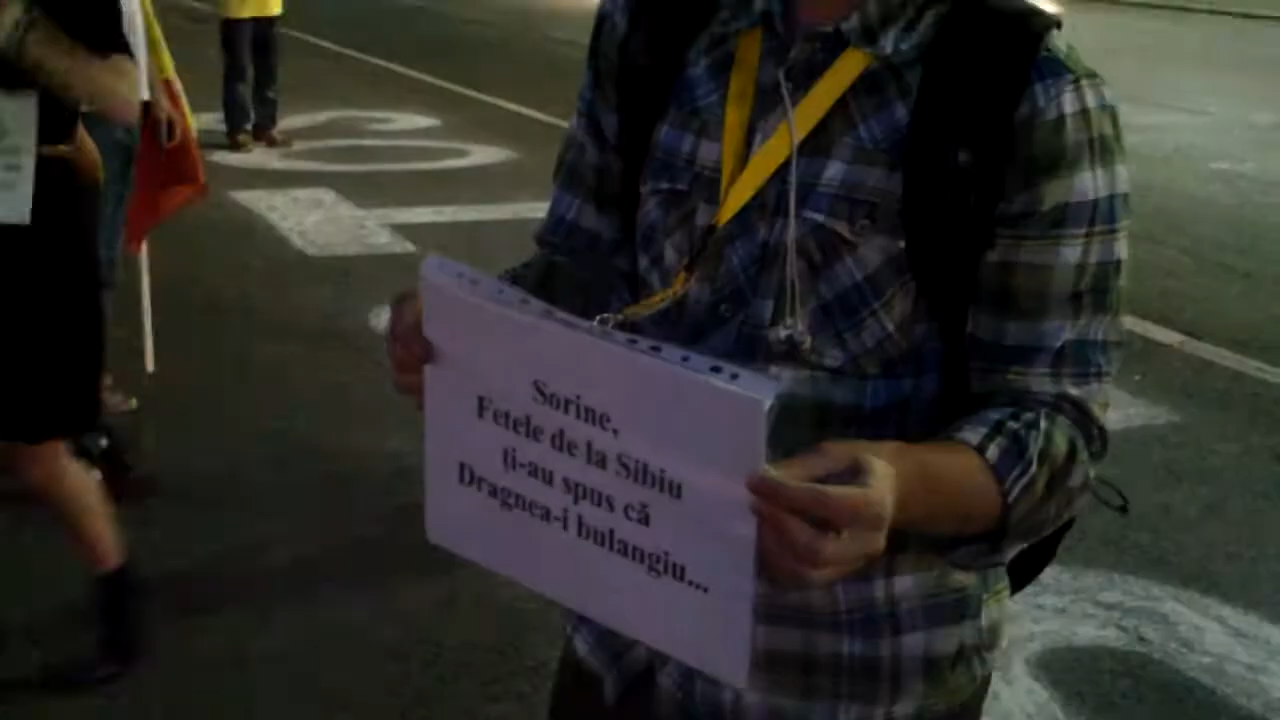 Sorine,
Fetele de la Sibiu
ți-au spus că
Dragnea-i bulangiu...